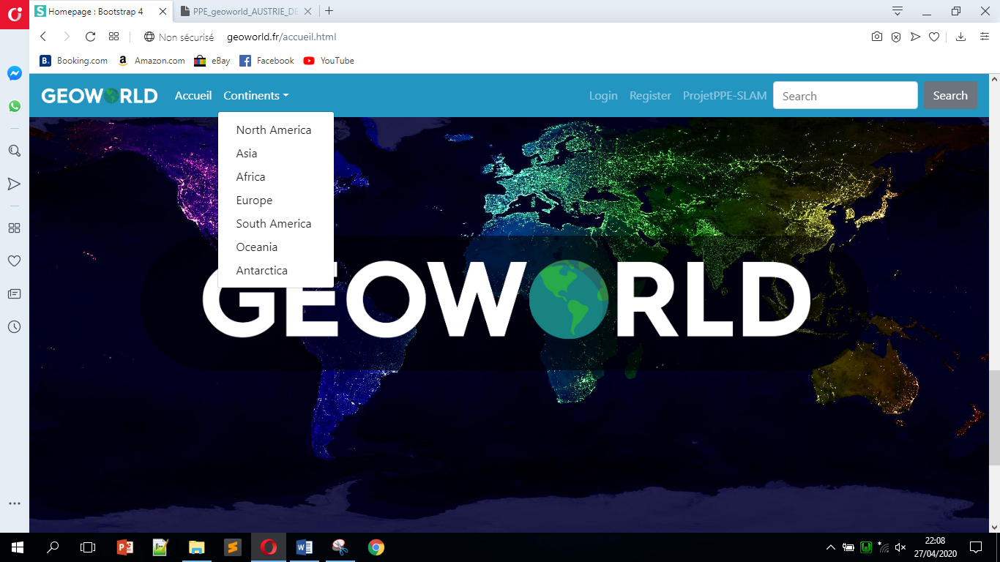 Homepage : Bootstrap 4
PPE_geoworld_AUSTRIE_DE
Non sécurisé geoworld.fr/accueil.html
B. Booking.com Amazon.com eBay Facebook YouTube
GEOWORLD Accueil Continents Login Register ProjetPPE-SLAM Search Search
North America
Asia
Africa
Europe
South America
Oceania
Antarctica
GEOWORLD
22:08
27/04/2020